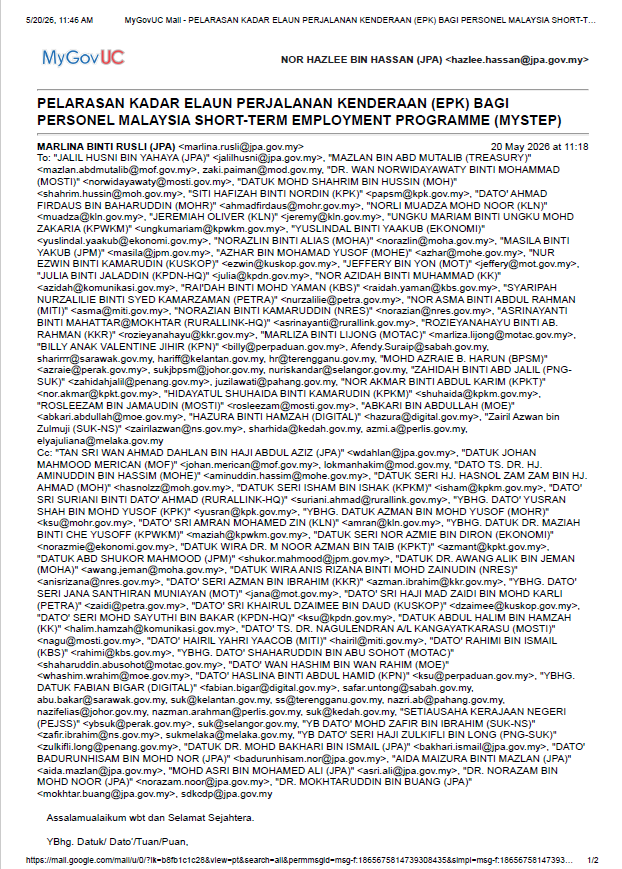 5/20/26, 11:46 AM MyGovUC Mail - PELARASAN KADAR ELAUN PERJALANAN KENDERAAN (EPK) BAGI PERSONEL MALAYSIA SHORT-T…
MyGovUC
NOR HAZLEE BIN HASSAN (JPA) <hazlee.hassan@jpa.gov.my>
PELARASAN KADAR ELAUN PERJALANAN KENDERAAN (EPK) BAGI
PERSONEL MALAYSIA SHORT-TERM EMPLOYMENT PROGRAMME (MYSTEP)
MARLINA BINTI RUSLI (JPA) <marlina.rusli@jpa.gov.my> 20 May 2026 at 11:18
To: "JALIL HUSNI BIN YAHAYA (JPA)" <jalilhusni@jpa.gov.my>, "MAZLAN BIN ABD MUTALIB (TREASURY)"
<mazlan.abdmutalib@mof.gov.my>, zaki.paiman@mod.gov.my, "DR. WAN NORWIDAYAWATY BINTI MOHAMMAD
(MOSTI)" <norwidayawaty@mosti.gov.my>, "DATUK MOHD SHAHRIM BIN HUSSIN (MOH)"
<shahrim.hussin@moh.gov.my>, "SITI HAFIZAH BINTI NORDIN (KPK)" <papsm@kpk.gov.my>, "DATO' AHMAD
FIRDAUS BIN BAHARUDDIN (MOHR)" <ahmadfirdaus@mohr.gov.my>, "NORLI MUADZA MOHD NOOR (KLN)"
<muadza@kln.gov.my>, "JEREMIAH OLIVER (KLN)" <jeremy@kln.gov.my>, "UNGKU MARIAM BINTI UNGKU MOHD
ZAKARIA (KPWKM)" <ungkumariam@kpwkm.gov.my>, "YUSLINDAL BINTI YAAKUB (EKONOMI)"
<yuslindal.yaakub@ekonomi.gov.my>, "NORAZLIN BINTI ALIAS (MOHA)" <norazlin@moha.gov.my>, "MASILA BINTI
YAKUB (JPM)" <masila@jpm.gov.my>, "AZHAR BIN MOHAMAD YUSOF (MOHE)" <azhar@mohe.gov.my>, "NUR
EZWIN BINTI KAMARUDIN (KUSKOP)" <ezwin@kuskop.gov.my>, "JEFFERY BIN YON (MOT)" <jeffery@mot.gov.my>,
"JULIA BINTI JALADDIN (KPDN-HQ)" <julia@kpdn.gov.my>, "NOR AZIDAH BINTI MUHAMMAD (KK)"
<azidah@komunikasi.gov.my>, "RAI'DAH BINTI MOHD YAMAN (KBS)" <raidah.yaman@kbs.gov.my>, "SYARIPAH
NURZALILIE BINTI SYED KAMARZAMAN (PETRA)" <nurzalilie@petra.gov.my>, "NOR ASMA BINTI ABDUL RAHMAN
(MITI)" <asma@miti.gov.my>, "NORAZIAN BINTI KAMARUDDIN (NRES)" <norazian@nres.gov.my>, "ASRINAYANTI
BINTI MAHATTAR@MOKHTAR (RURALLINK-HQ)" <asrinayanti@rurallink.gov.my>, "ROZIEYANAHAYU BINTI AB.
RAHMAN (KKR)" <rozieyanahayu@kkr.gov.my>, "MARLIZA BINTI LIJONG (MOTAC)" <marliza.lijong@motac.gov.my>,
"BILLY ANAK VALENTINE JIHIR (KPN)" <billy@perpaduan.gov.my>, Afendy.Suraip@sabah.gov.my,
sharirrr@sarawak.gov.my, hariff@kelantan.gov.my, hr@terengganu.gov.my, "MOHD AZRAIE B. HARUN (BPSM)"
<azraie@perak.gov.my>, sukjbpsm@johor.gov.my, nuriskandar@selangor.gov.my, "ZAHIDAH BINTI ABD JALIL (PNG-
SUK)" <zahidahjalil@penang.gov.my>, juzilawati@pahang.gov.my, "NOR AKMAR BINTI ABDUL KARIM (KPKT)"
<nor.akmar@kpkt.gov.my>, "HIDAYATUL SHUHAIDA BINTI KAMARUDIN (KPKM)" <shuhaida@kpkm.gov.my>,
"ROSLEEZAM BIN JAMAUDIN (MOSTI)" <rosleezam@mosti.gov.my>, "ABKARI BIN ABDULLAH (MOE)"
<abkari.abdullah@moe.gov.my>, "HAZURA BINTI HAMZAH (DIGITAL)" <hazura@digital.gov.my>, "Zairil Azwan bin
Zulmuji (SUK-NS)" <zairilazwan@ns.gov.my>, sharhida@kedah.gov.my, azmi.a@perlis.gov.my,
elyajuliana@melaka.gov.my
Cc: "TAN SRI WAN AHMAD DAHLAN BIN HAJI ABDUL AZIZ (JPA)" <wdahlan@jpa.gov.my>, "DATUK JOHAN
MAHMOOD MERICAN (MOF)" <johan.merican@mof.gov.my>, lokmanhakim@mod.gov.my, "DATO TS. DR. HJ.
AMINUDDIN BIN HASSIM (MOHE)" <aminuddin.hassim@mohe.gov.my>, "DATUK SERI HJ. HASNOL ZAM ZAM BIN HJ.
AHMAD (MOH)" <hasnolzz@moh.gov.my>, "DATUK SERI ISHAM BIN ISHAK (KPKM)" <isham@kpkm.gov.my>, "DATO'
SRI SURIANI BINTI DATO' AHMAD (RURALLINK-HQ)" <suriani.ahmad@rurallink.gov.my>, "YBHG. DATO' YUSRAN
SHAH BIN MOHD YUSOF (KPK)" <yusran@kpk.gov.my>, "YBHG. DATUK AZMAN BIN MOHD YUSOF (MOHR)"
<ksu@mohr.gov.my>, "DATO' SRI AMRAN MOHAMED ZIN (KLN)" <amran@kln.gov.my>, "YBHG. DATUK DR. MAZIAH
BINTI CHE YUSOFF (KPWKM)" <maziah@kpwkm.gov.my>, "DATUK SERI NOR AZMIE BIN DIRON (EKONOMI)"
<norazmie@ekonomi.gov.my>, "DATUK WIRA DR. M NOOR AZMAN BIN TAIB (KPKT)" <azmant@kpkt.gov.my>,
"DATUK ABD SHUKOR MAHMOOD (JPM)" <shukor.mahmood@jpm.gov.my>, "DATUK DR. AWANG ALIK BIN JEMAN
(MOHA)" <awang.jeman@moha.gov.my>, "DATUK WIRA ANIS RIZANA BINTI MOHD ZAINUDIN (NRES)"
<anisrizana@nres.gov.my>, "DATO' SERI AZMAN BIN IBRAHIM (KKR)" <azman.ibrahim@kkr.gov.my>, "YBHG. DATO'
SERI JANA SANTHIRAN MUNIAYAN (MOT)" <jana@mot.gov.my>, "DATO' SRI HAJI MAD ZAIDI BIN MOHD KARLI
(PETRA)" <zaidi@petra.gov.my>, "DATO' SRI KHAIRUL DZAIMEE BIN DAUD (KUSKOP)" <dzaimee@kuskop.gov.my>,
"DATO' SERI MOHD SAYUTHI BIN BAKAR (KPDN-HQ)" <ksu@kpdn.gov.my>, "DATUK ABDUL HALIM BIN HAMZAH
(KK)" <halim.hamzah@komunikasi.gov.my>, "DATO' TS. DR. NAGULENDRAN A/L KANGAYATKARASU (MOSTI)"
<nagu@mosti.gov.my>, "DATO' HAIRIL YAHRI YAACOB (MITI)" <hairil@miti.gov.my>, "DATO' RAHIMI BIN ISMAIL
(KBS)" <rahimi@kbs.gov.my>, "YBHG. DATO' SHAHARUDDIN BIN ABU SOHOT (MOTAC)"
<shaharuddin.abusohot@motac.gov.my>, "DATO' WAN HASHIM BIN WAN RAHIM (MOE)"
<whashim.wrahim@moe.gov.my>, "DATO' HASLINA BINTI ABDUL HAMID (KPN)" <ksu@perpaduan.gov.my>, "YBHG.
DATUK FABIAN BIGAR (DIGITAL)" <fabian.bigar@digital.gov.my>, safar.untong@sabah.gov.my,
abu.bakar@sarawak.gov.my, suk@kelantan.gov.my, ss@terengganu.gov.my, nazri.ab@pahang.gov.my,
nazifelias@johor.gov.my, nazman.arahman@perlis.gov.my, suk@kedah.gov.my, "SETIAUSAHA KERAJAAN NEGERI
(PEJSS)" <ybsuk@perak.gov.my>, suk@selangor.gov.my, "YB DATO' MOHD ZAFIR BIN IBRAHIM (SUK-NS)"
<zafir.ibrahim@ns.gov.my>, sukmelaka@melaka.gov.my, "YB DATO' SERI HAJI ZULKIFLI BIN LONG (PNG-SUK)"
<zulkifli.long@penang.gov.my>, "DATUK DR. MOHD BAKHARI BIN ISMAIL (JPA)" <bakhari.ismail@jpa.gov.my>, "DATO'
BADURUNHISAM BIN MOHD NOR (JPA)" <badurunhisam.nor@jpa.gov.my>, "AIDA MAIZURA BINTI MAZLAN (JPA)"
<aida.mazlan@jpa.gov.my>, "MOHD ASRI BIN MOHAMED ALI (JPA)" <asri.ali@jpa.gov.my>, "DR. NORAZAM BIN
MOHD NOOR (JPA)" <norazam.noor@jpa.gov.my>, "DR. MOKHTARUDDIN BIN BUANG (JPA)"
<mokhtar.buang@jpa.gov.my>, sdkcdp@jpa.gov.my
Assalamualaikum wbt dan Selamat Sejahtera.
YBhg. Datuk/ Dato'/Tuan/Puan,
https://mail.google.com/mail/u/0/?ik=b8fb1c1c28&view=pt&search=all&permmsgid=msg-f:1865675814739308435&simpl=msg-f:18656758147393… 1/2